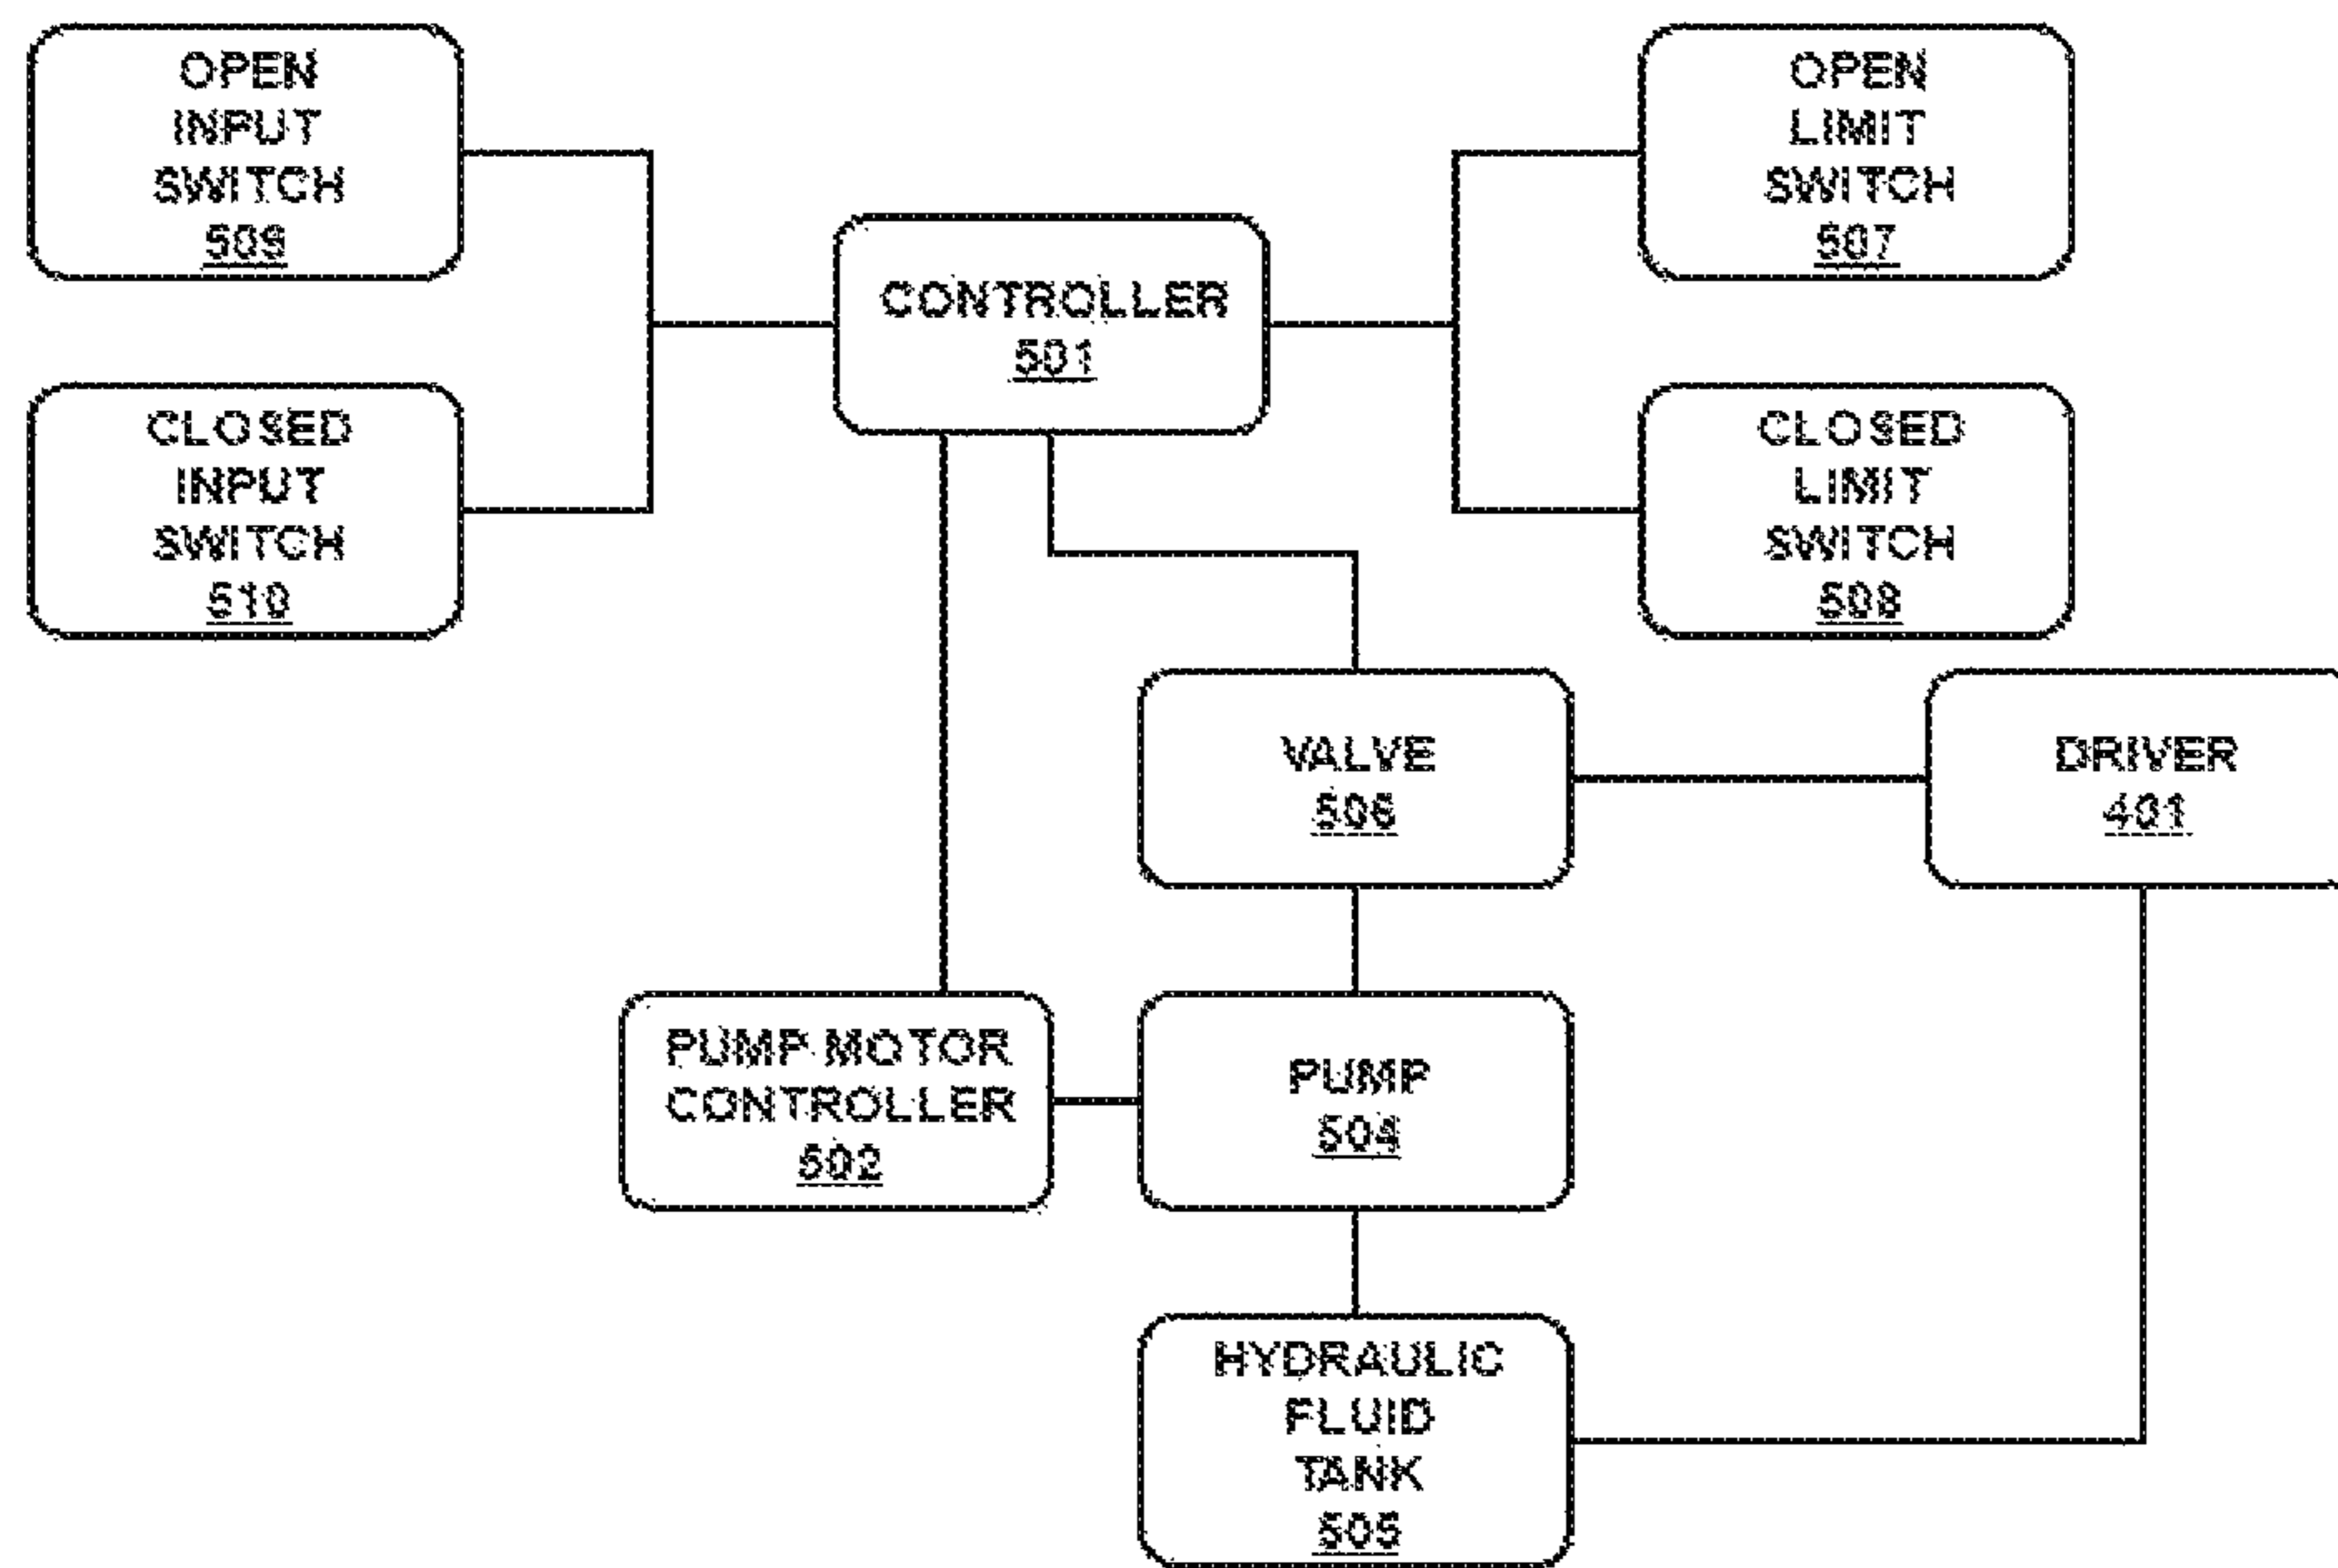 OPEN
INPUT
SWITCH
509
OPEN
LIMIT
SWITCH
507
CONTROLLER
501
CLOSED
INPUT
SWITCH
510
CLOSED
LIMIT
SWITCH
508
VALVE
506
DRIVER
401
PUMP MOTOR
CONTROLLER
502
PUMP
504
HYDRAULIC
FLUID
TANK
505